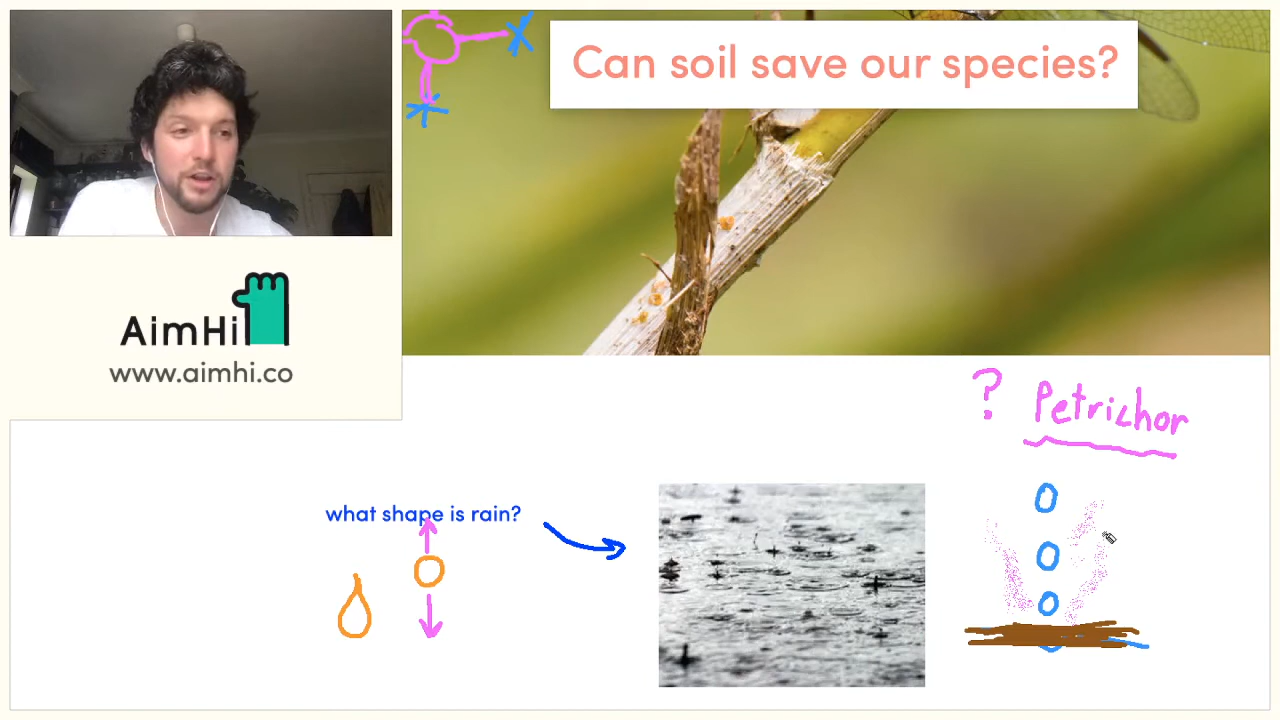 Can soil save our species?
AimHi
www.aimhi.co
? Petrichor
what shape is rain?